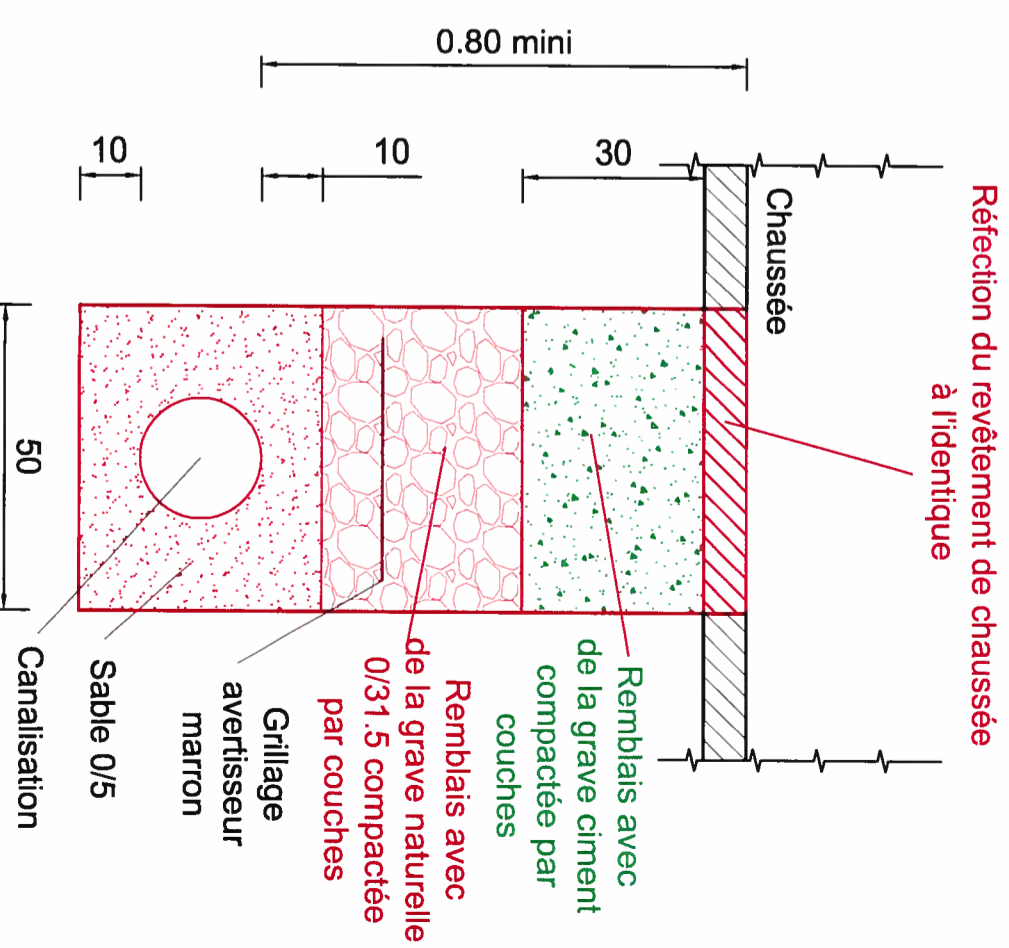 Réfection du revêtement de chaussée
à l'identique
Chaussée
0.80 mini
30
10
10
50
Remblais avec
de la grave ciment
compactée par
couches
Remblais avec
de la grave naturelle
0/31.5 compactée
par couches
Grillage
avertisseur
marron
Sable 0/5
Canalisation